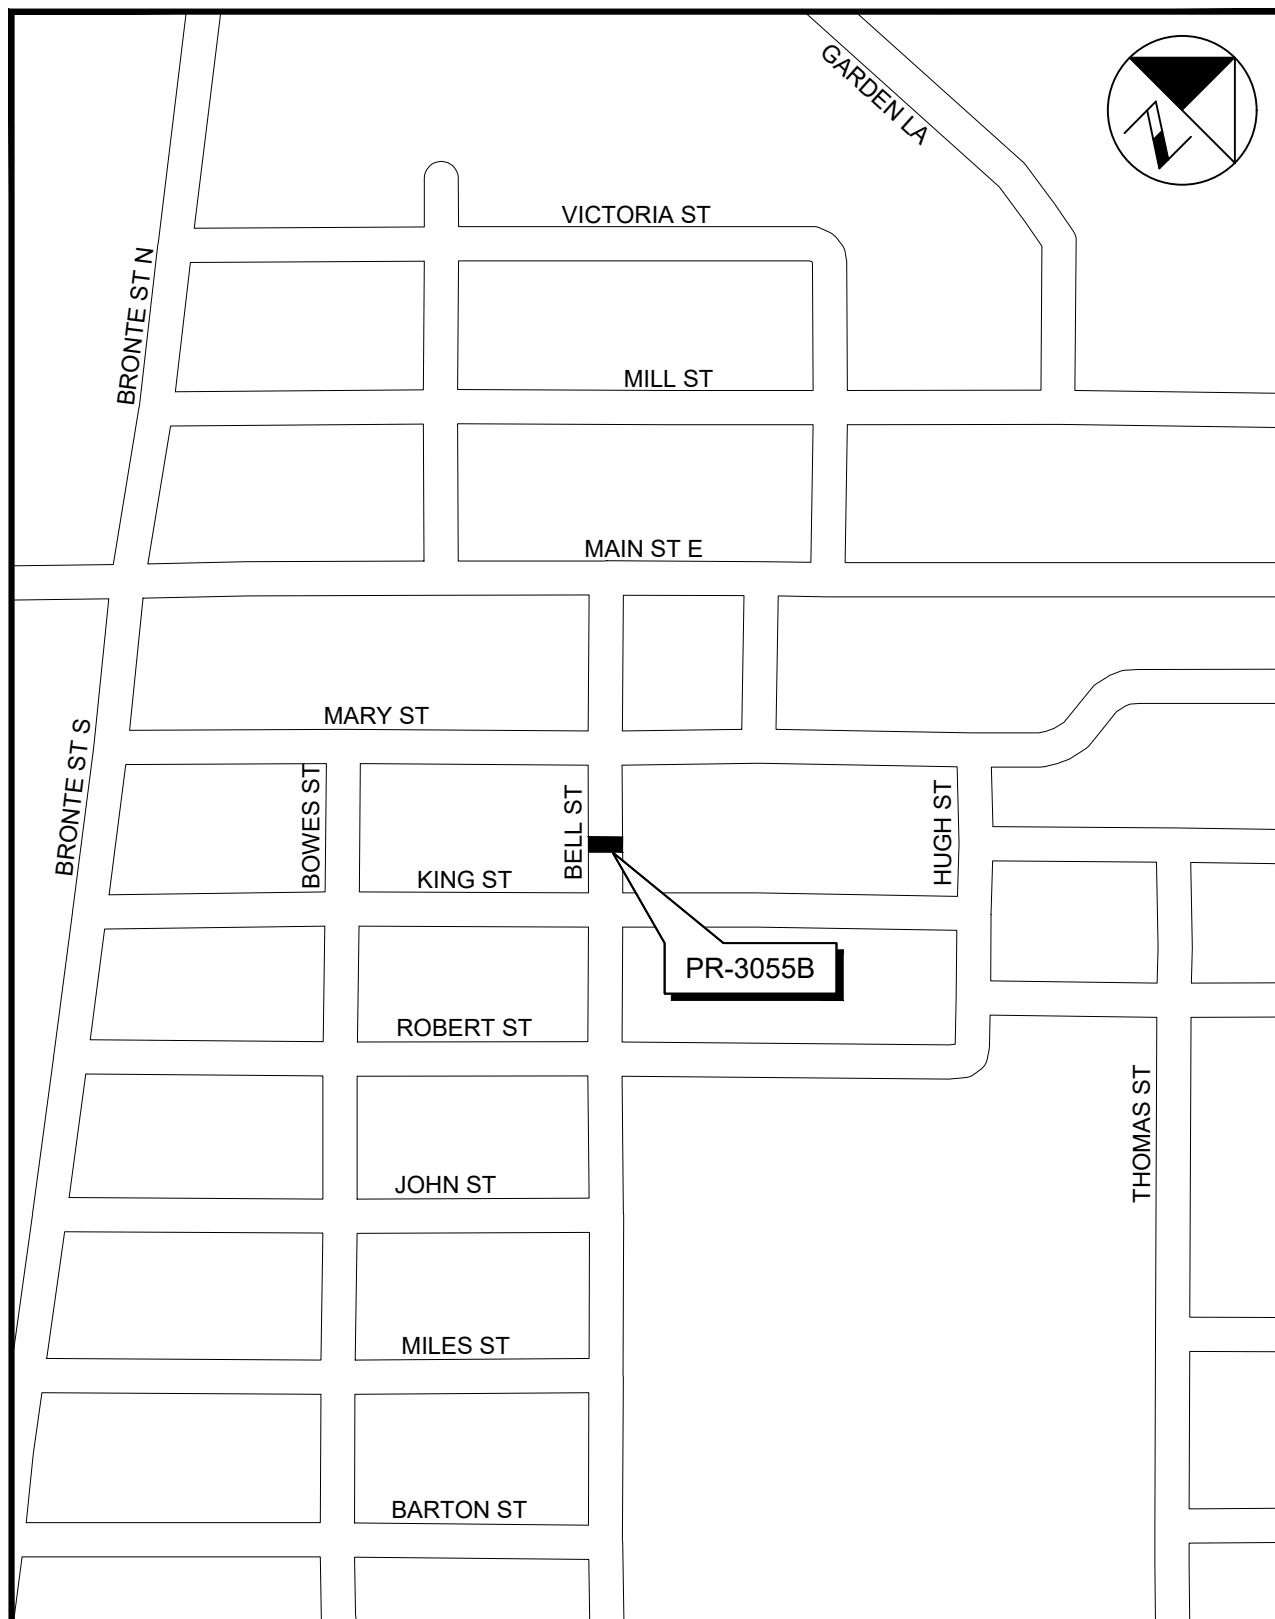 GARDEN LA
N
VICTORIA ST
BRONTE ST N
MILL ST
MAIN ST E
MARY ST
BRONTE ST S
BOWES ST
BELL ST
HUGH ST
KING ST
PR-3055B
ROBERT ST
THOMAS ST
JOHN ST
MILES ST
BARTON ST